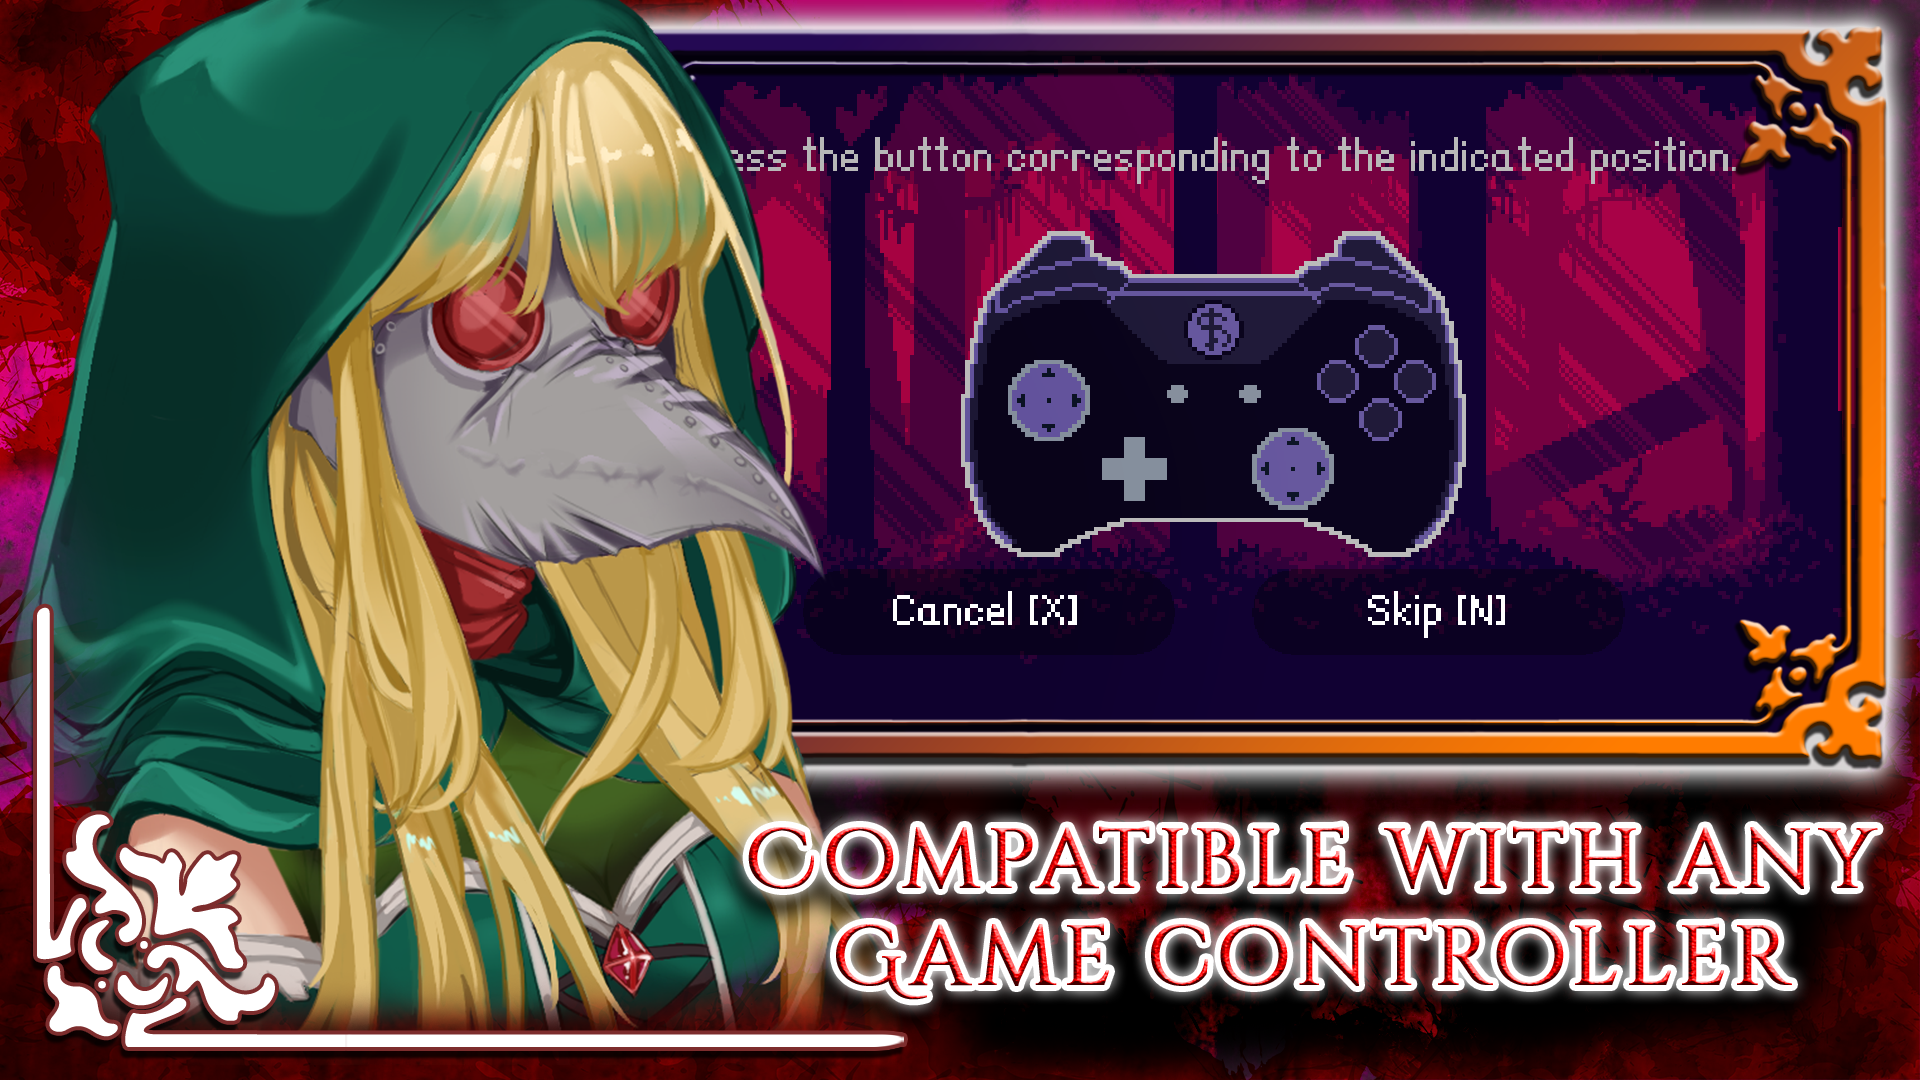 ess the button corresponding to the indicated position.
Cancel [X] Skip [N]
COMPATIBLE WITH ANY
GAME CONTROLLER